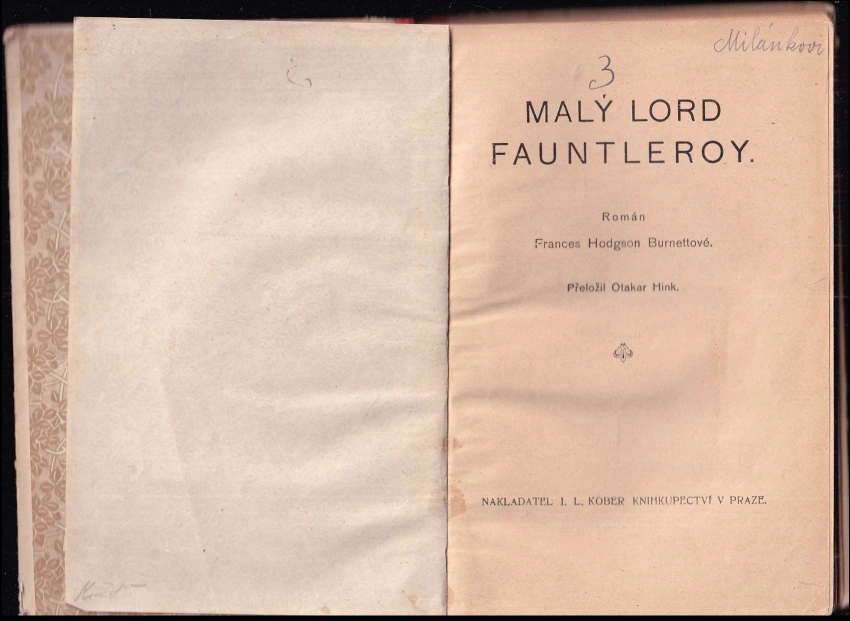 Milánkovi
3
MALÝ LORD
FAUNTLEROY.
Román
Frances Hodgson Burnettové.
Přeložil Otakar Hink.
NAKLADATEL I. L. KOBER KNIHKUPECTVÍ V PRAZE.